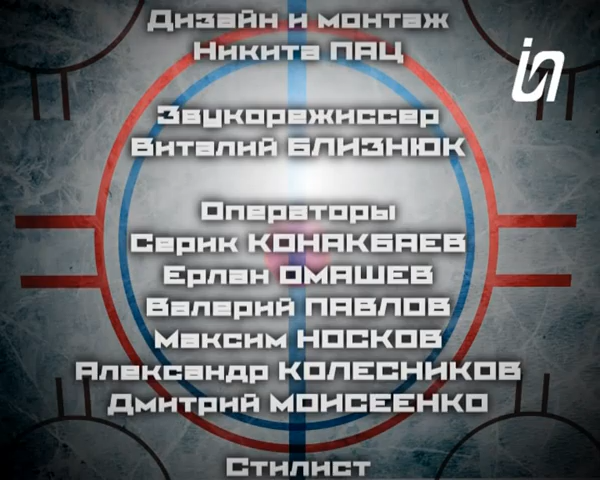 Дизайн и монтаж
Никита ПАЦ
Звукорежиссер
Виталий БЛИЗНЮК
Операторы
Серик КОНАКБАЕВ
Ерлан ОМАШЕВ
Валерий ПАВЛОВ
Максим НОСКОВ
Александр КОЛЕСНИКОВ
Дмитрий МОИСЕЕНКО
Стилист